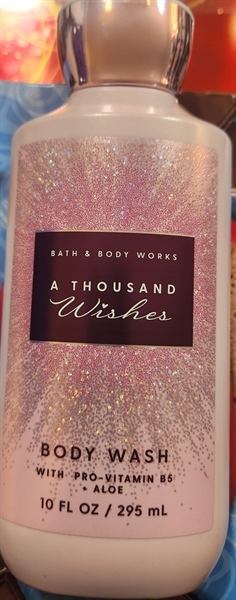 BATH & BODY WORKS
A THOUSAND
Wishes
BODY WASH
WITH PRO-VITAMIN B5
+ ALOE
10 FL OZ / 295 mL